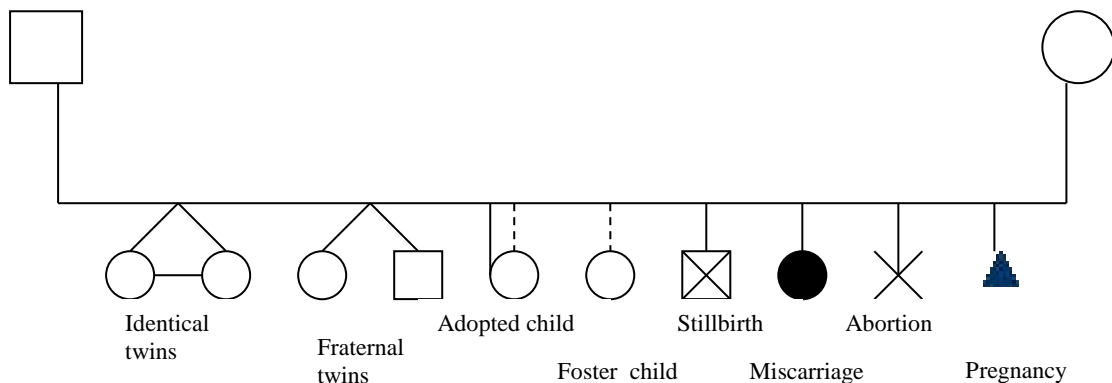 Identical
twins
Fraternal
twins
Adopted child
Foster child
Stillbirth
Miscarriage
Abortion
Pregnancy